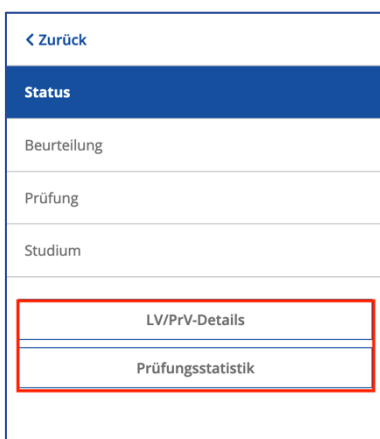 Zurück
Status
Beurteilung
Prüfung
Studium
LV/PrV-Details
Prüfungsstatistik